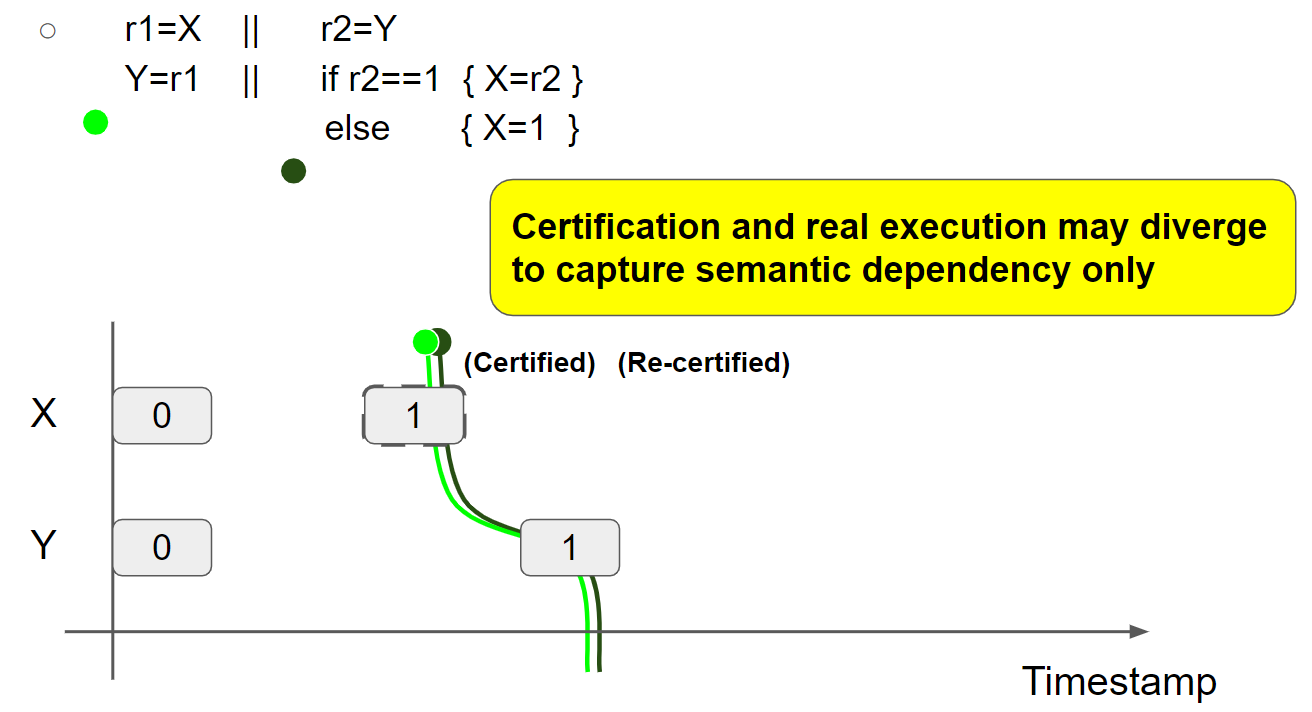 r1=X || r2=Y
Y=r1 || if r2==1 { X=r2 }
else { X=1 }
Certification and real execution may diverge
to capture semantic dependency only
(Certified) (Re-certified)
X 0 1
Y 0 1
Timestamp